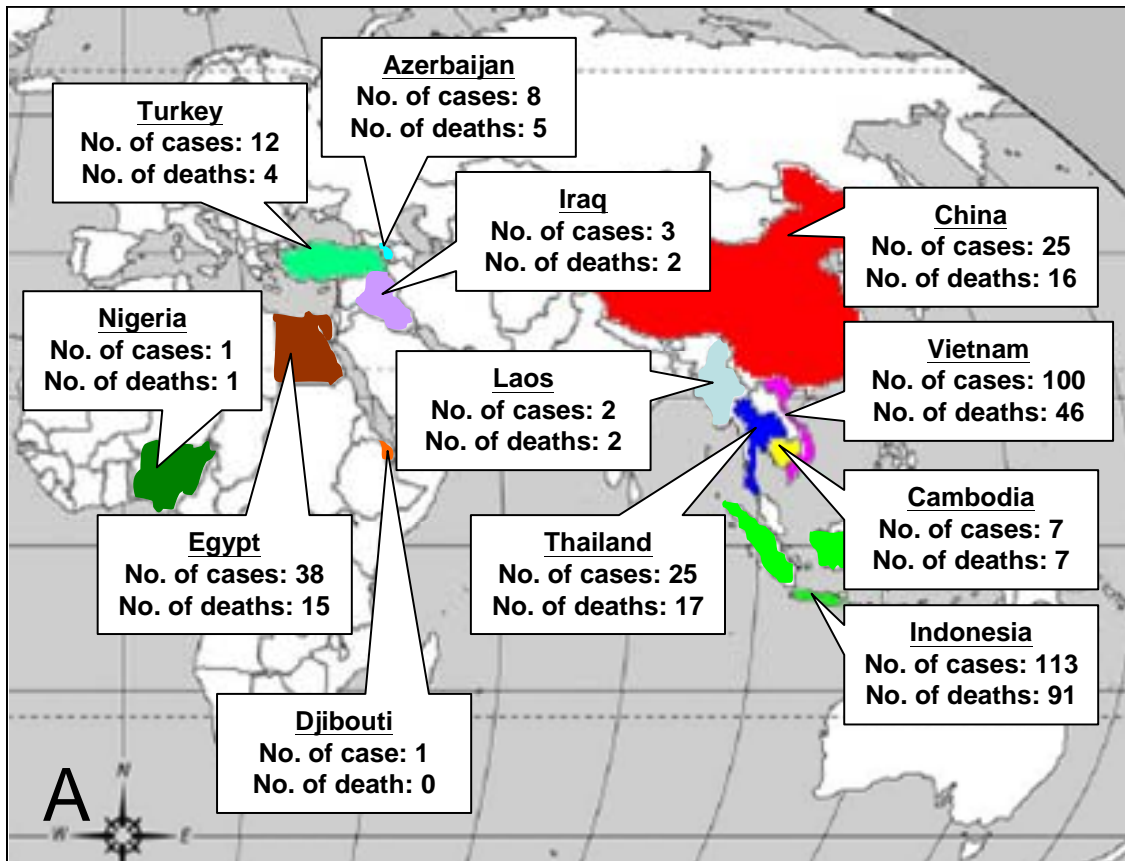 Azerbaijan
No. of cases: 8
No. of deaths: 5
Turkey
No. of cases: 12
No. of deaths: 4
Iraq
No. of cases: 3
No. of deaths: 2
China
No. of cases: 25
No. of deaths: 16
Nigeria
No. of cases: 1
No. of deaths: 1
Laos
No. of cases: 2
No. of deaths: 2
Vietnam
No. of cases: 100
No. of deaths: 46
Egypt
No. of cases: 38
No. of deaths: 15
Thailand
No. of cases: 25
No. of deaths: 17
Cambodia
No. of cases: 7
No. of deaths: 7
Indonesia
No. of cases: 113
No. of deaths: 91
Djibouti
No. of case: 1
No. of death: 0
A
N
W
E